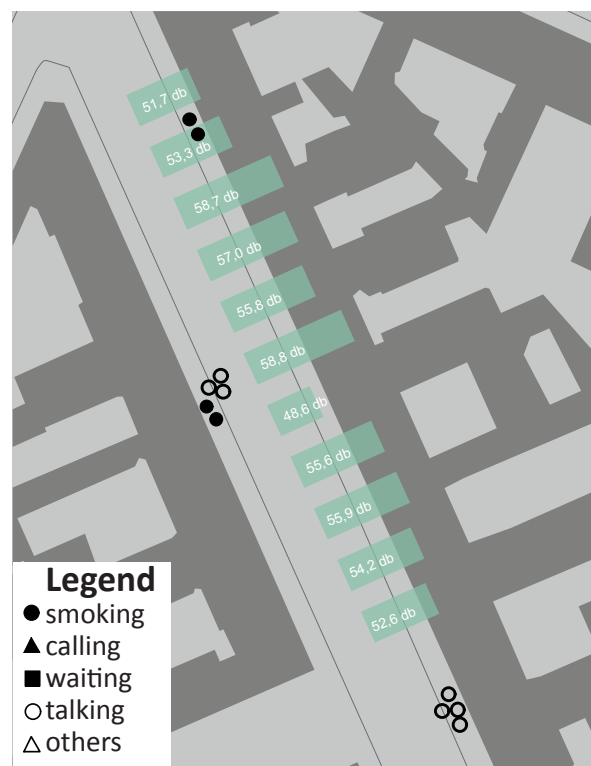 51,7 db
53,3 db
58,7 db
57,0 db
55,8 db
58,8 db
48,6 db
55,6 db
55,9 db
54,2 db
52,6 db
Legend
smoking
calling
waiting
talking
others